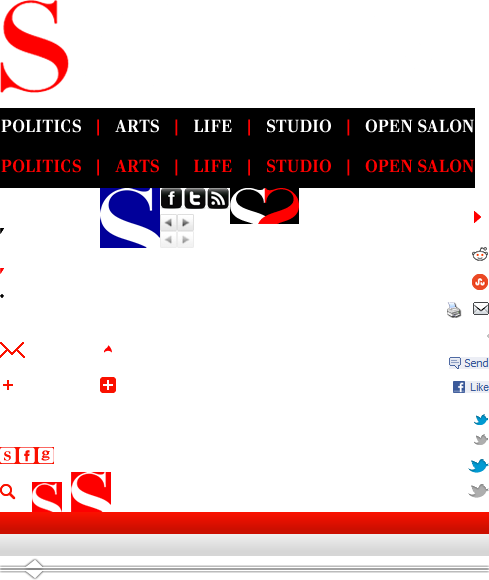 S
POLITICS | ARTS | LIFE | STUDIO | OPEN SALON
POLITICS | ARTS | LIFE | STUDIO | OPEN SALON
S f t
Send
f Like
s f g
S S